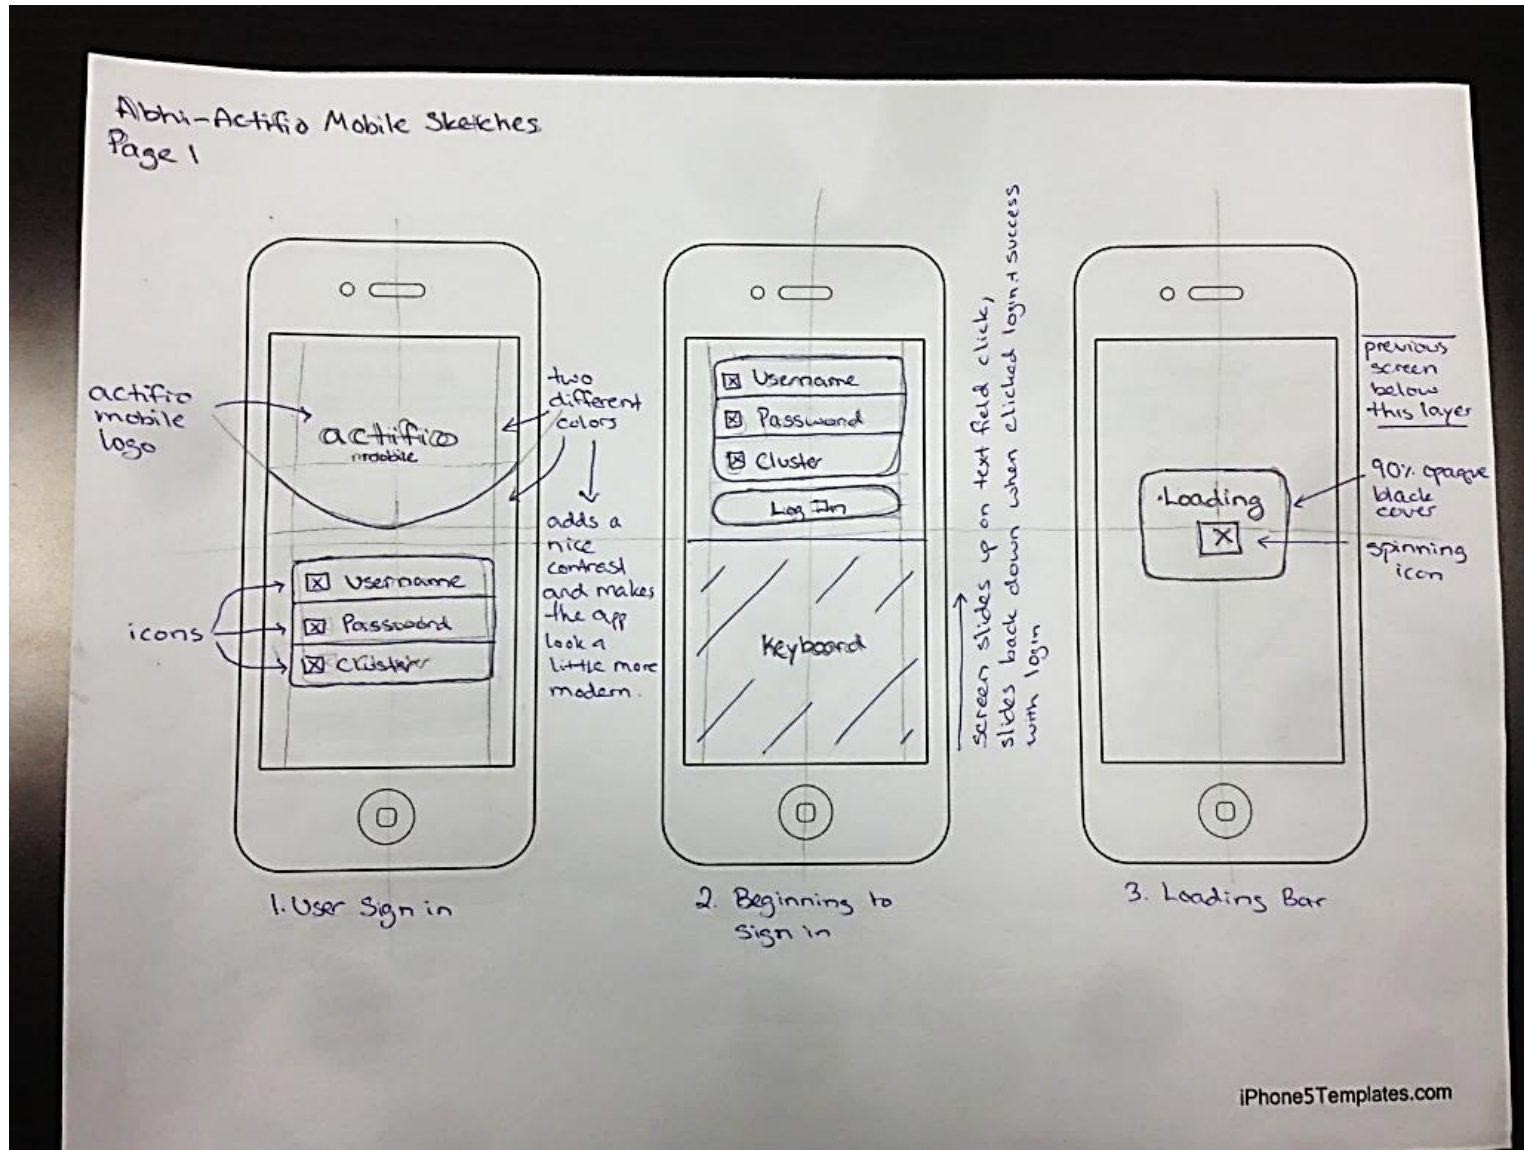 Abhi-Actifio Mobile Sketches
Page 1
actifio
mobile
logo
actifio
mobile
two
different
colors
adds a
nice
contrast
and makes
the app
look a
little more
modern.
icons
Username
Password
Cluster
1. User Sign in
Username
Password
Cluster
Log In
Keyboard
screen slides up on text field click,
slides back down when clicked login + success
with login
2. Beginning to
Sign in
Loading
previous
screen
below
this layer
90% opaque
black
cover
spinning
icon
3. Loading Bar
iPhone5Templates.com